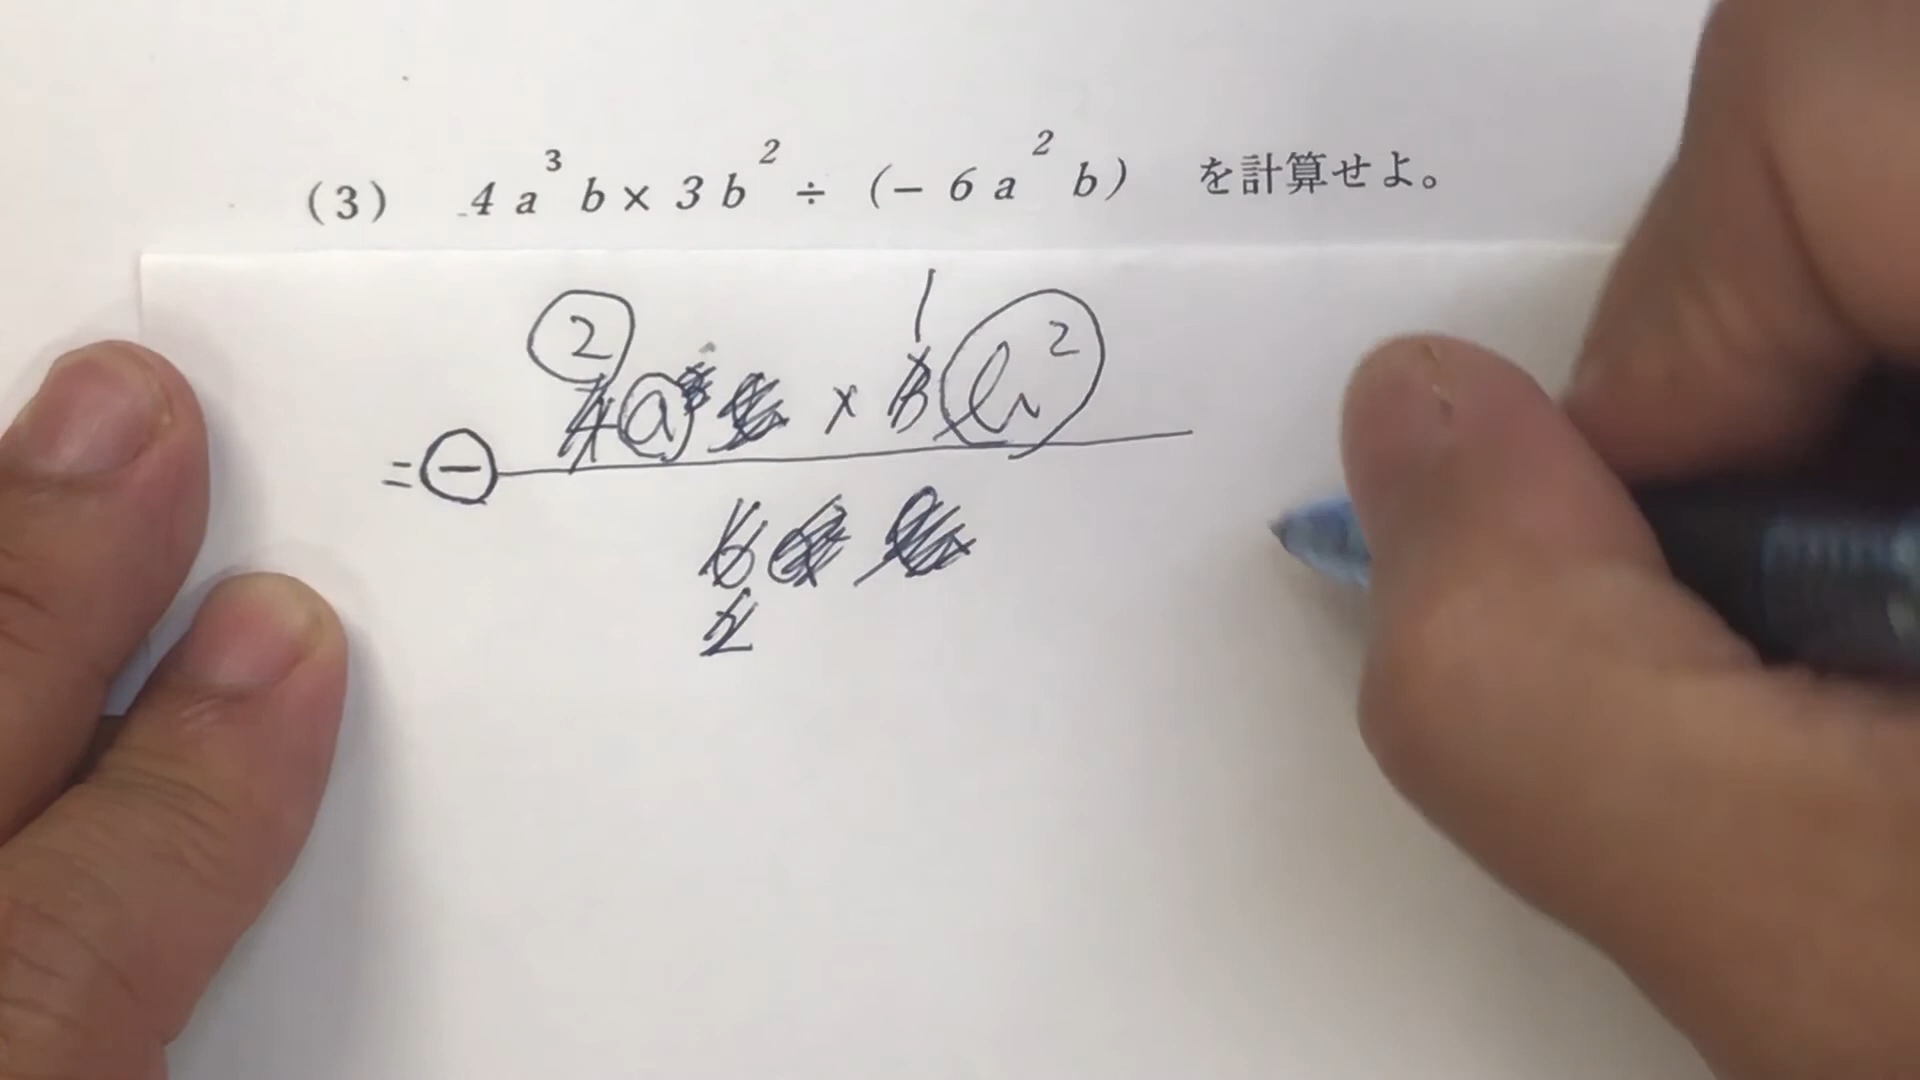 (3) 4a³b × 3b² ÷ (−6a²b) を計算せよ。
2 1
= − 4a³b × 3b²
6a²b
2